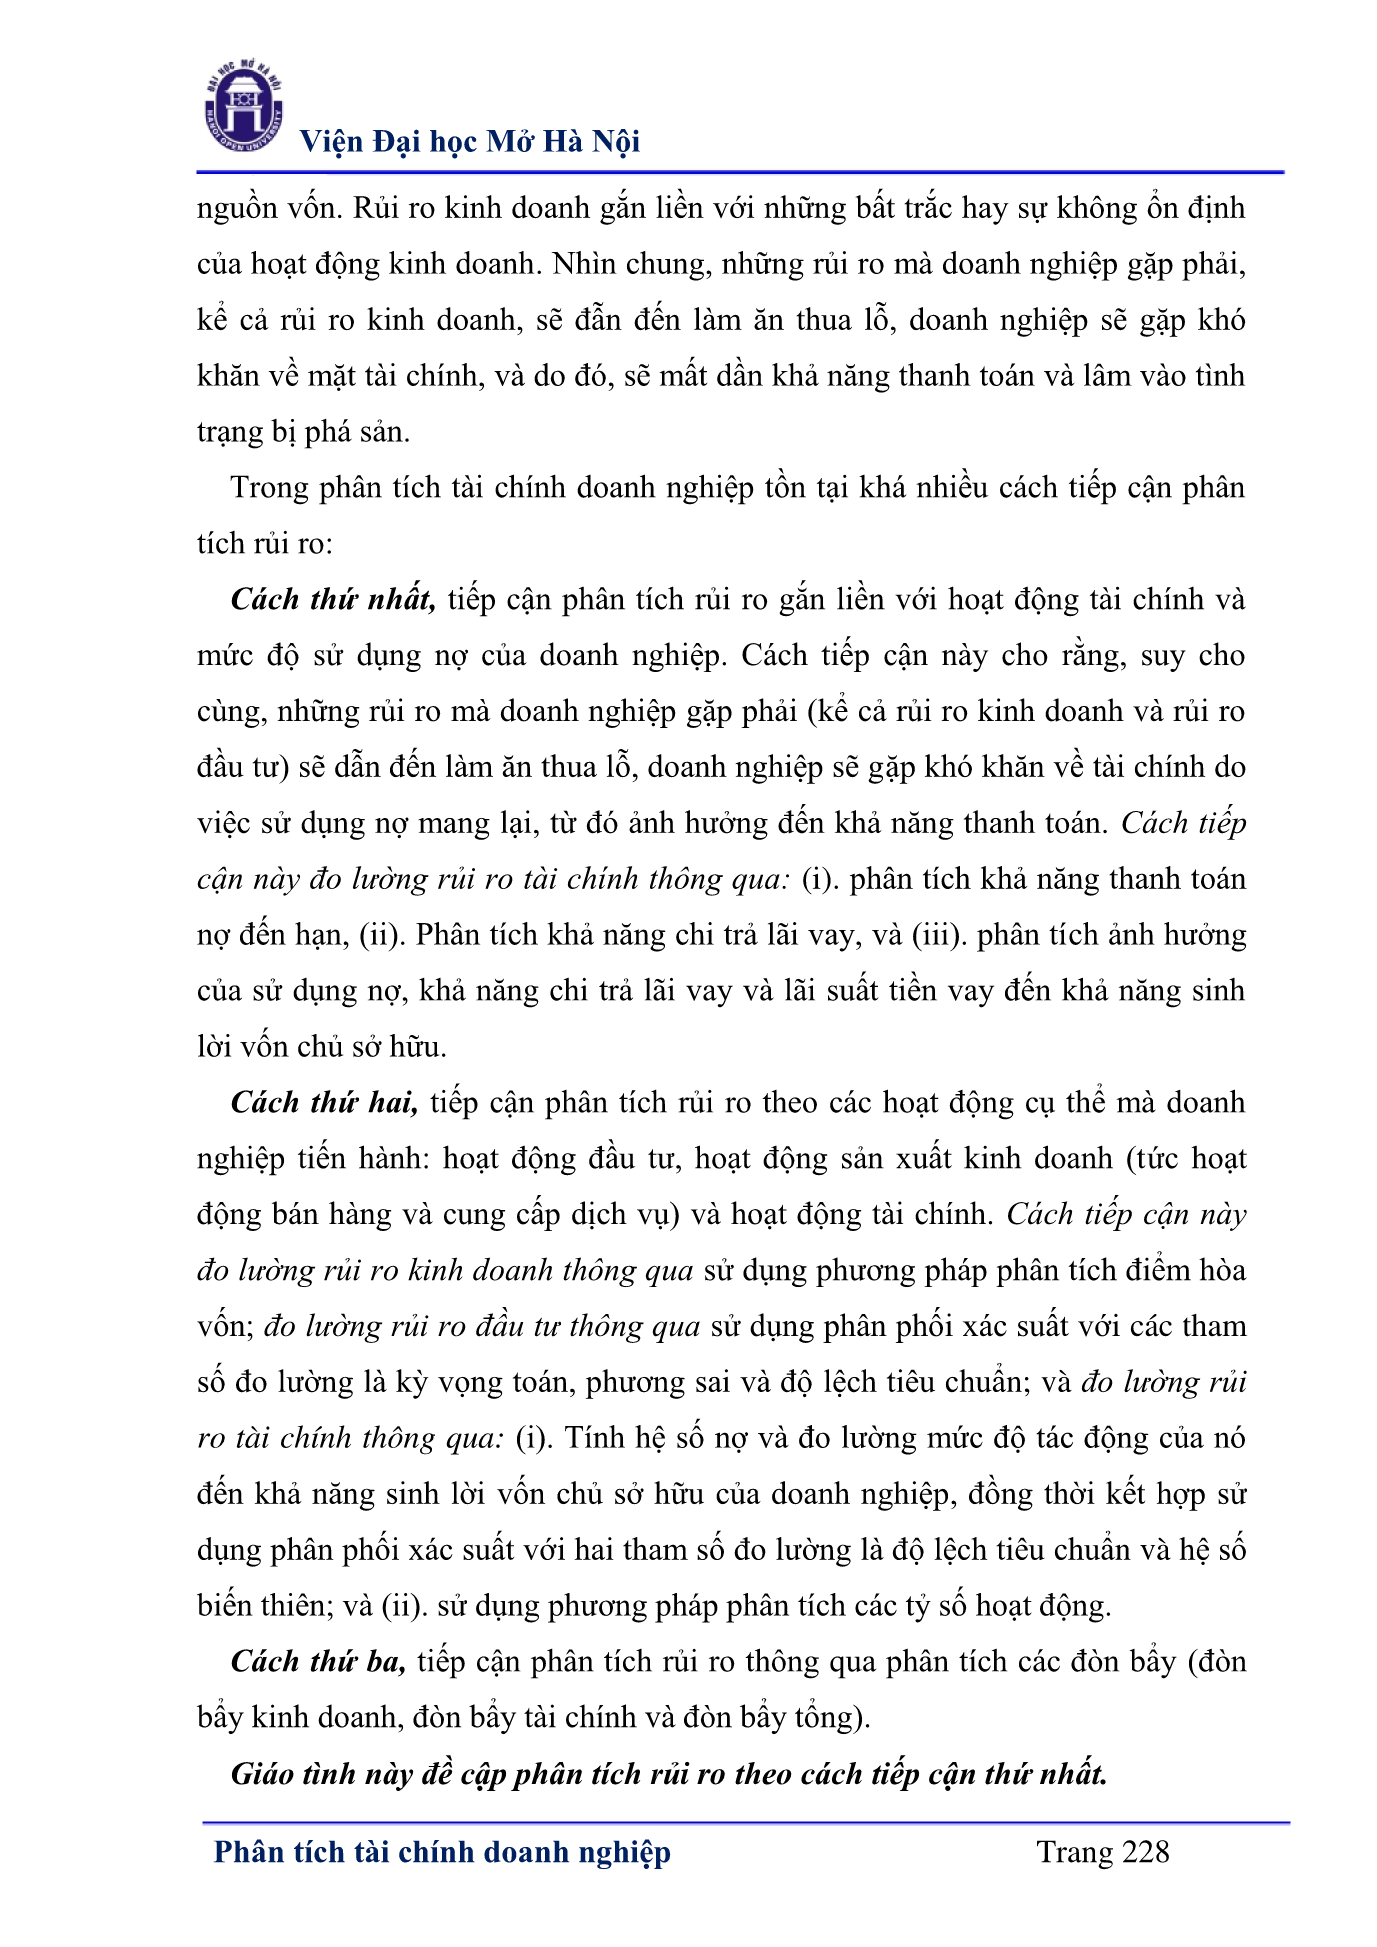 ĐẠI HỌC MỞ HÀ NỘI
HANOI OPEN UNIVERSITY
Viện Đại học Mở Hà Nội
nguồn vốn. Rủi ro kinh doanh gắn liền với những bất trắc hay sự không ổn định
của hoạt động kinh doanh. Nhìn chung, những rủi ro mà doanh nghiệp gặp phải,
kể cả rủi ro kinh doanh, sẽ đẫn đến làm ăn thua lỗ, doanh nghiệp sẽ gặp khó
khăn về mặt tài chính, và do đó, sẽ mất dần khả năng thanh toán và lâm vào tình
trạng bị phá sản.
Trong phân tích tài chính doanh nghiệp tồn tại khá nhiều cách tiếp cận phân
tích rủi ro:
Cách thứ nhất, tiếp cận phân tích rủi ro gắn liền với hoạt động tài chính và
mức độ sử dụng nợ của doanh nghiệp. Cách tiếp cận này cho rằng, suy cho
cùng, những rủi ro mà doanh nghiệp gặp phải (kể cả rủi ro kinh doanh và rủi ro
đầu tư) sẽ dẫn đến làm ăn thua lỗ, doanh nghiệp sẽ gặp khó khăn về tài chính do
việc sử dụng nợ mang lại, từ đó ảnh hưởng đến khả năng thanh toán. Cách tiếp
cận này đo lường rủi ro tài chính thông qua: (i). phân tích khả năng thanh toán
nợ đến hạn, (ii). Phân tích khả năng chi trả lãi vay, và (iii). phân tích ảnh hưởng
của sử dụng nợ, khả năng chi trả lãi vay và lãi suất tiền vay đến khả năng sinh
lời vốn chủ sở hữu.
Cách thứ hai, tiếp cận phân tích rủi ro theo các hoạt động cụ thể mà doanh
nghiệp tiến hành: hoạt động đầu tư, hoạt động sản xuất kinh doanh (tức hoạt
động bán hàng và cung cấp dịch vụ) và hoạt động tài chính. Cách tiếp cận này
đo lường rủi ro kinh doanh thông qua sử dụng phương pháp phân tích điểm hòa
vốn; đo lường rủi ro đầu tư thông qua sử dụng phân phối xác suất với các tham
số đo lường là kỳ vọng toán, phương sai và độ lệch tiêu chuẩn; và đo lường rủi
ro tài chính thông qua: (i). Tính hệ số nợ và đo lường mức độ tác động của nó
đến khả năng sinh lời vốn chủ sở hữu của doanh nghiệp, đồng thời kết hợp sử
dụng phân phối xác suất với hai tham số đo lường là độ lệch tiêu chuẩn và hệ số
biến thiên; và (ii). sử dụng phương pháp phân tích các tỷ số hoạt động.
Cách thứ ba, tiếp cận phân tích rủi ro thông qua phân tích các đòn bẩy (đòn
bẩy kinh doanh, đòn bẩy tài chính và đòn bẩy tổng).
Giáo tình này đề cập phân tích rủi ro theo cách tiếp cận thứ nhất.
Phân tích tài chính doanh nghiệp
Trang 228